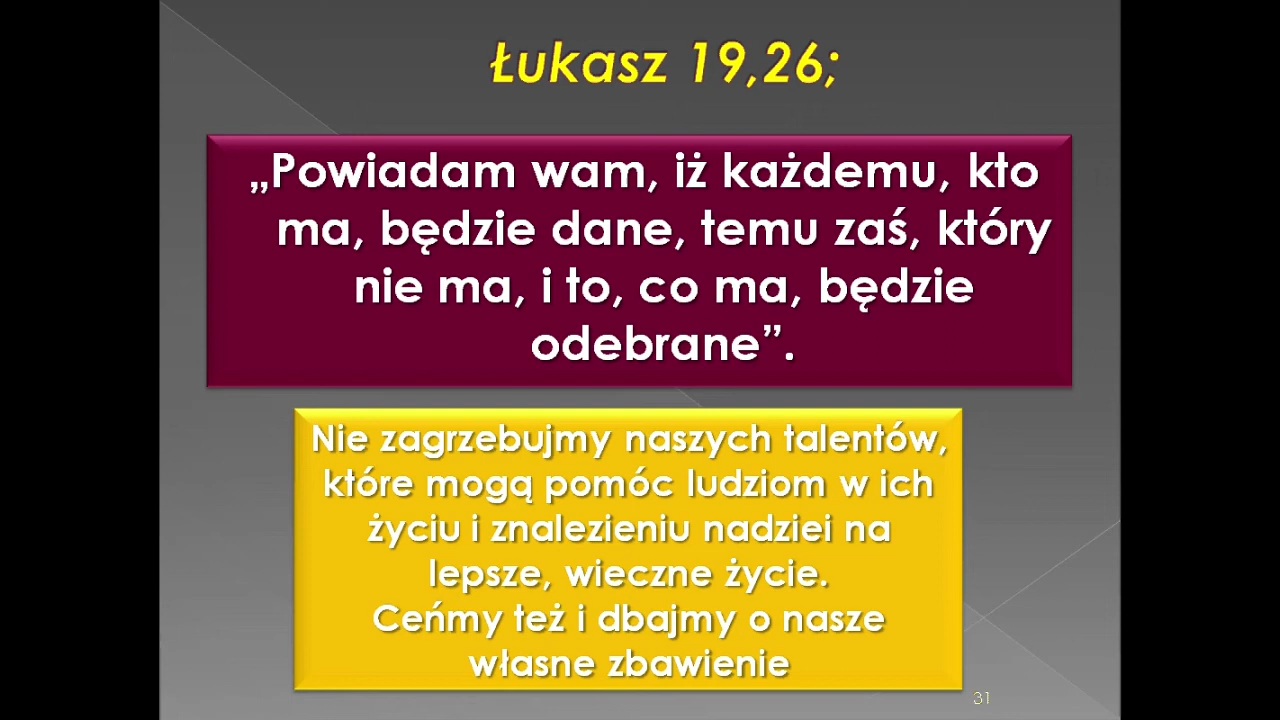 Łukasz 19,26;
„Powiadam wam, iż każdemu, kto
ma, będzie dane, temu zaś, który
nie ma, i to, co ma, będzie
odebrane”.
Nie zagrzebujmy naszych talentów,
które mogą pomóc ludziom w ich
życiu i znalezieniu nadziei na
lepsze, wieczne życie.
Ceńmy też i dbajmy o nasze
własne zbawienie
31